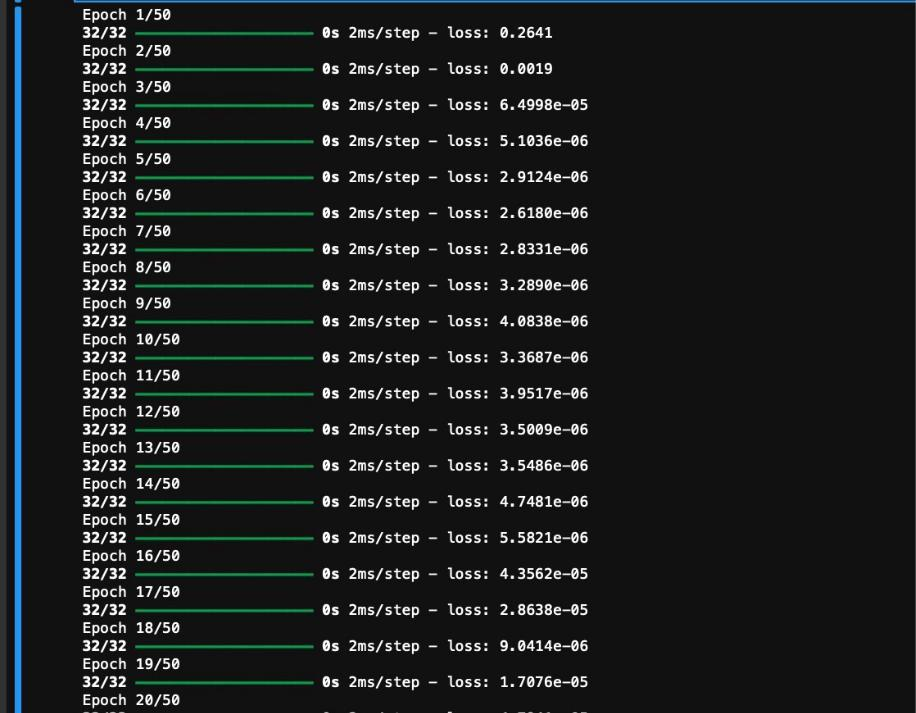 Epoch 1/50
32/32 0s 2ms/step - loss: 0.2641
Epoch 2/50
32/32 0s 2ms/step - loss: 0.0019
Epoch 3/50
32/32 0s 2ms/step - loss: 6.4998e-05
Epoch 4/50
32/32 0s 2ms/step - loss: 5.1036e-06
Epoch 5/50
32/32 0s 2ms/step - loss: 2.9124e-06
Epoch 6/50
32/32 0s 2ms/step - loss: 2.6180e-06
Epoch 7/50
32/32 0s 2ms/step - loss: 2.8331e-06
Epoch 8/50
32/32 0s 2ms/step - loss: 3.2890e-06
Epoch 9/50
32/32 0s 2ms/step - loss: 4.0838e-06
Epoch 10/50
32/32 0s 2ms/step - loss: 3.3687e-06
Epoch 11/50
32/32 0s 2ms/step - loss: 3.9517e-06
Epoch 12/50
32/32 0s 2ms/step - loss: 3.5009e-06
Epoch 13/50
32/32 0s 2ms/step - loss: 3.5486e-06
Epoch 14/50
32/32 0s 2ms/step - loss: 4.7481e-06
Epoch 15/50
32/32 0s 2ms/step - loss: 5.5821e-06
Epoch 16/50
32/32 0s 2ms/step - loss: 4.3562e-05
Epoch 17/50
32/32 0s 2ms/step - loss: 2.8638e-05
Epoch 18/50
32/32 0s 2ms/step - loss: 9.0414e-06
Epoch 19/50
32/32 0s 2ms/step - loss: 1.7076e-05
Epoch 20/50